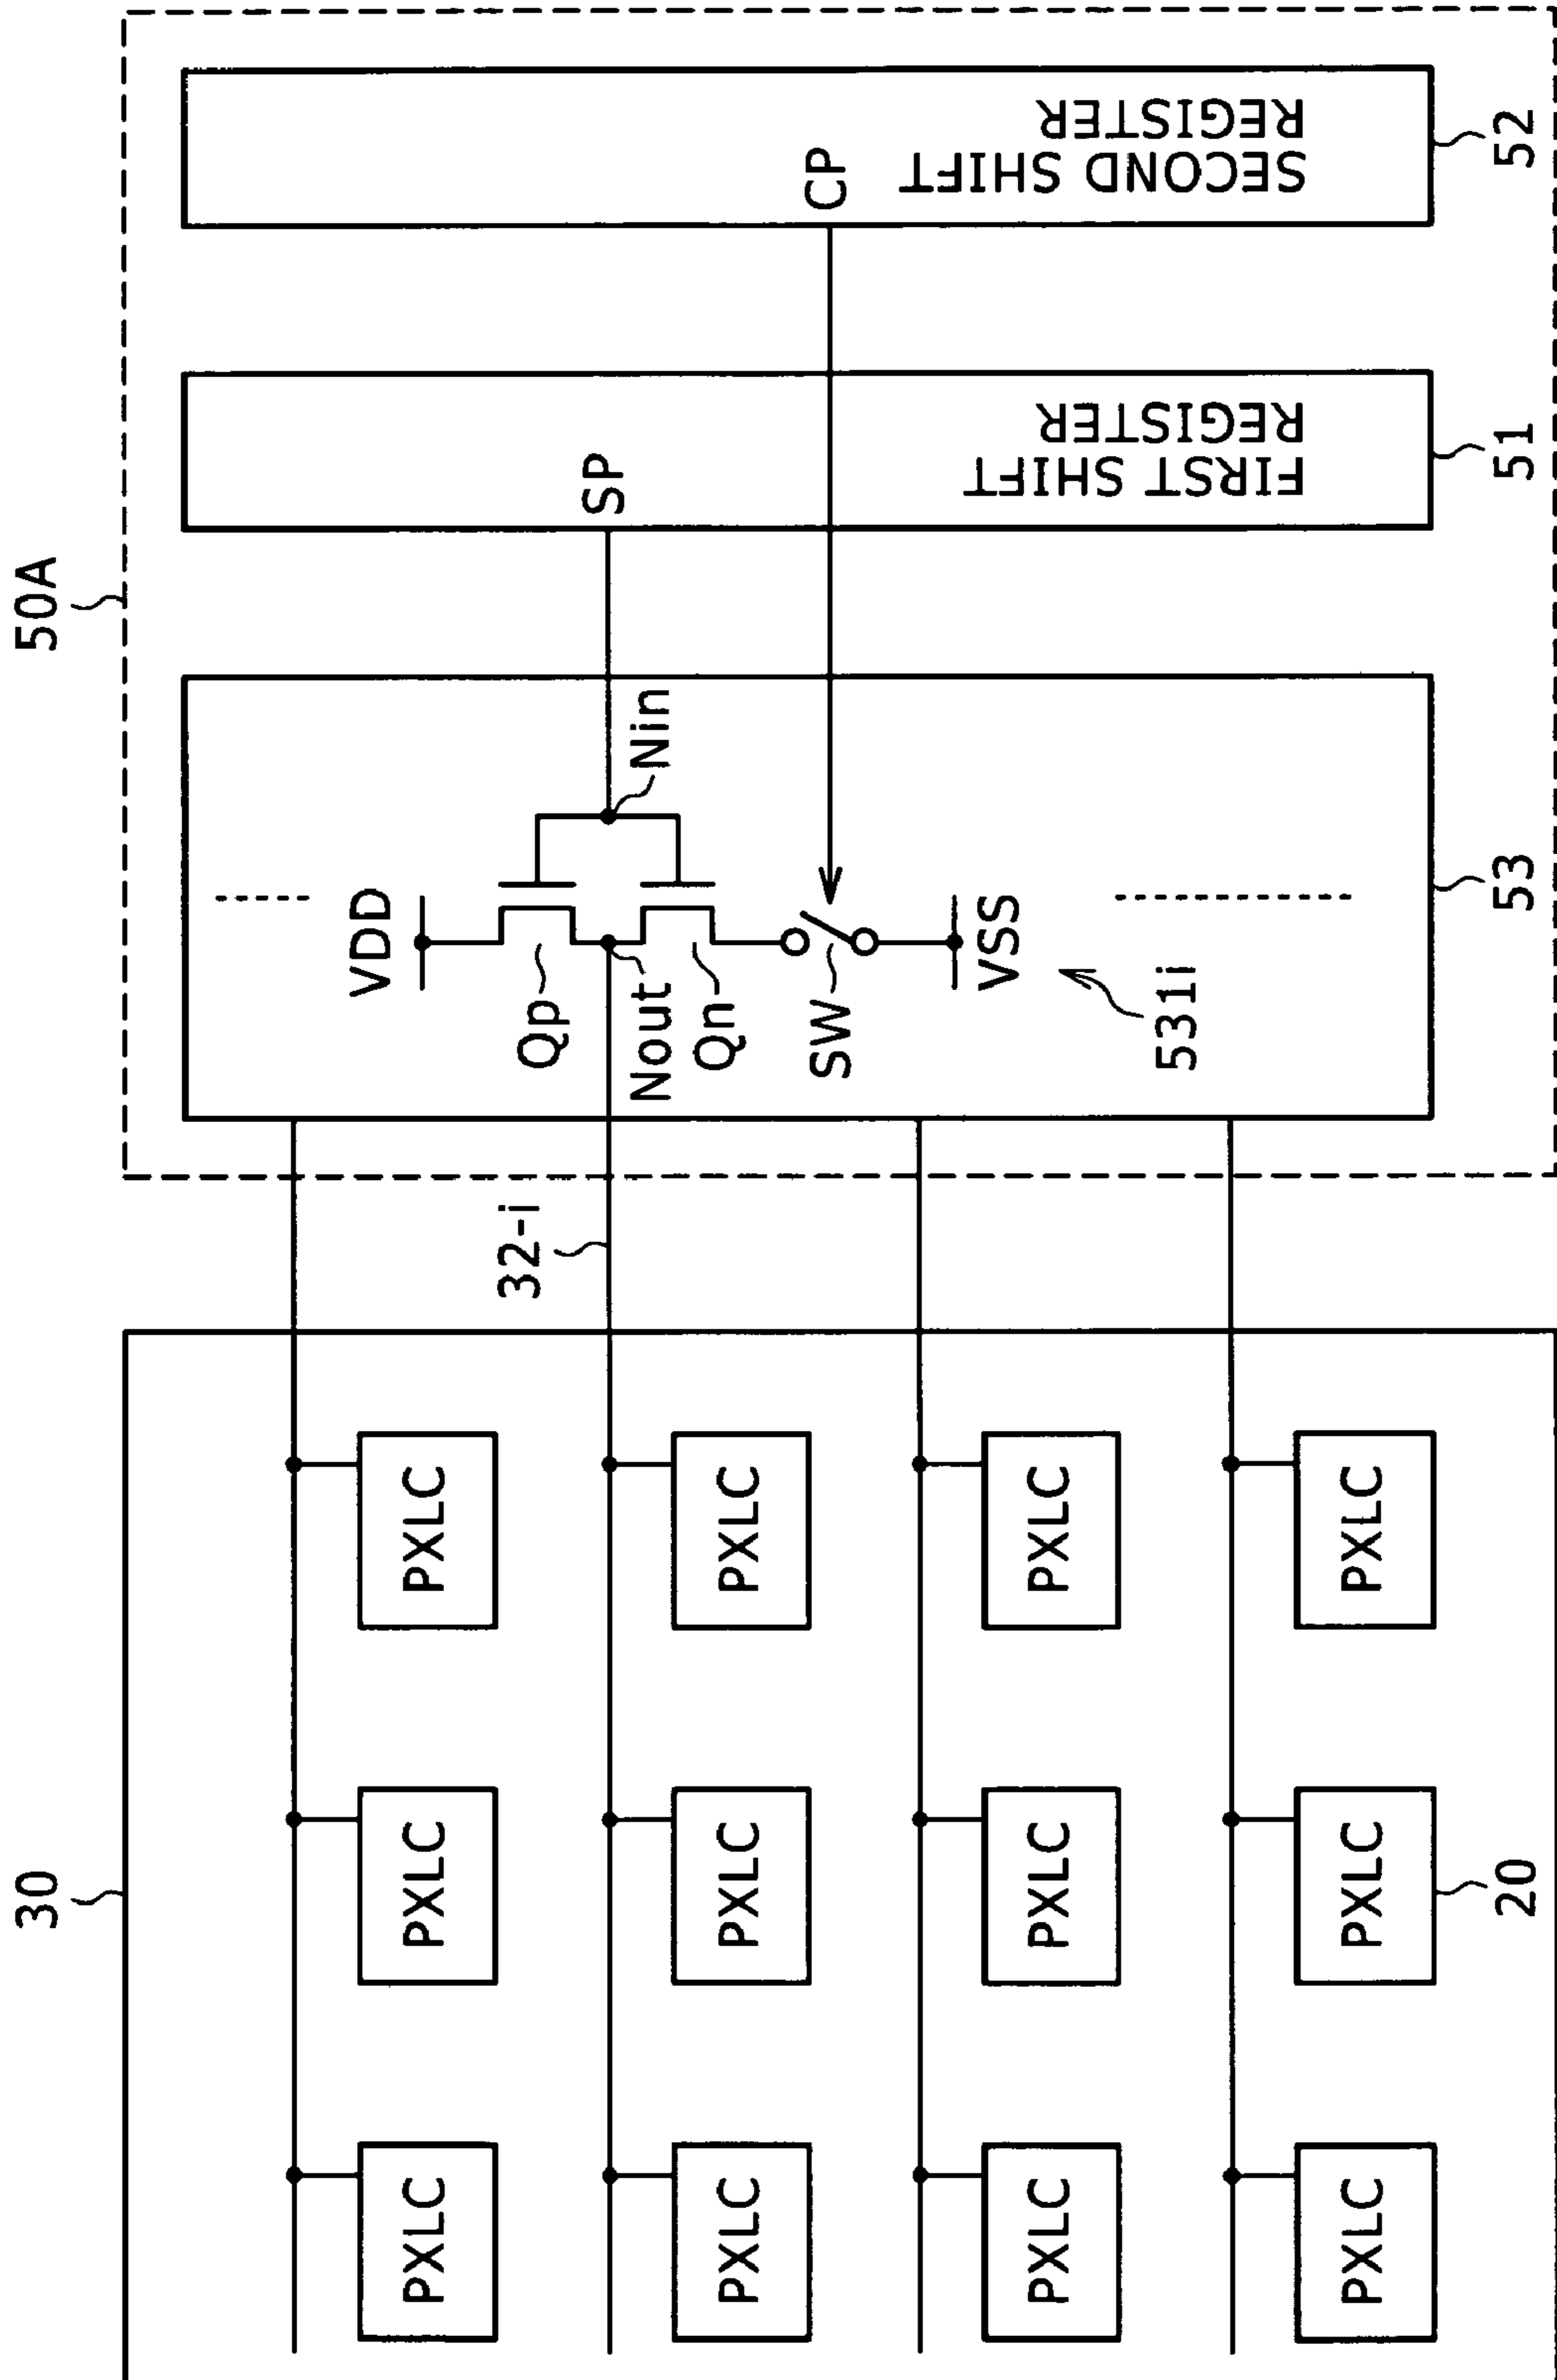 30
50A
VDD
PXLC
PXLC
PXLC
32-i
Qp
SP
Nout
Nin
Qn
PXLC
PXLC
PXLC
SW
CP
VSS
PXLC
PXLC
PXLC
531i
FIRST SHIFT
REGISTER
SECOND SHIFT
REGISTER
PXLC
PXLC
PXLC
20
53
51
52